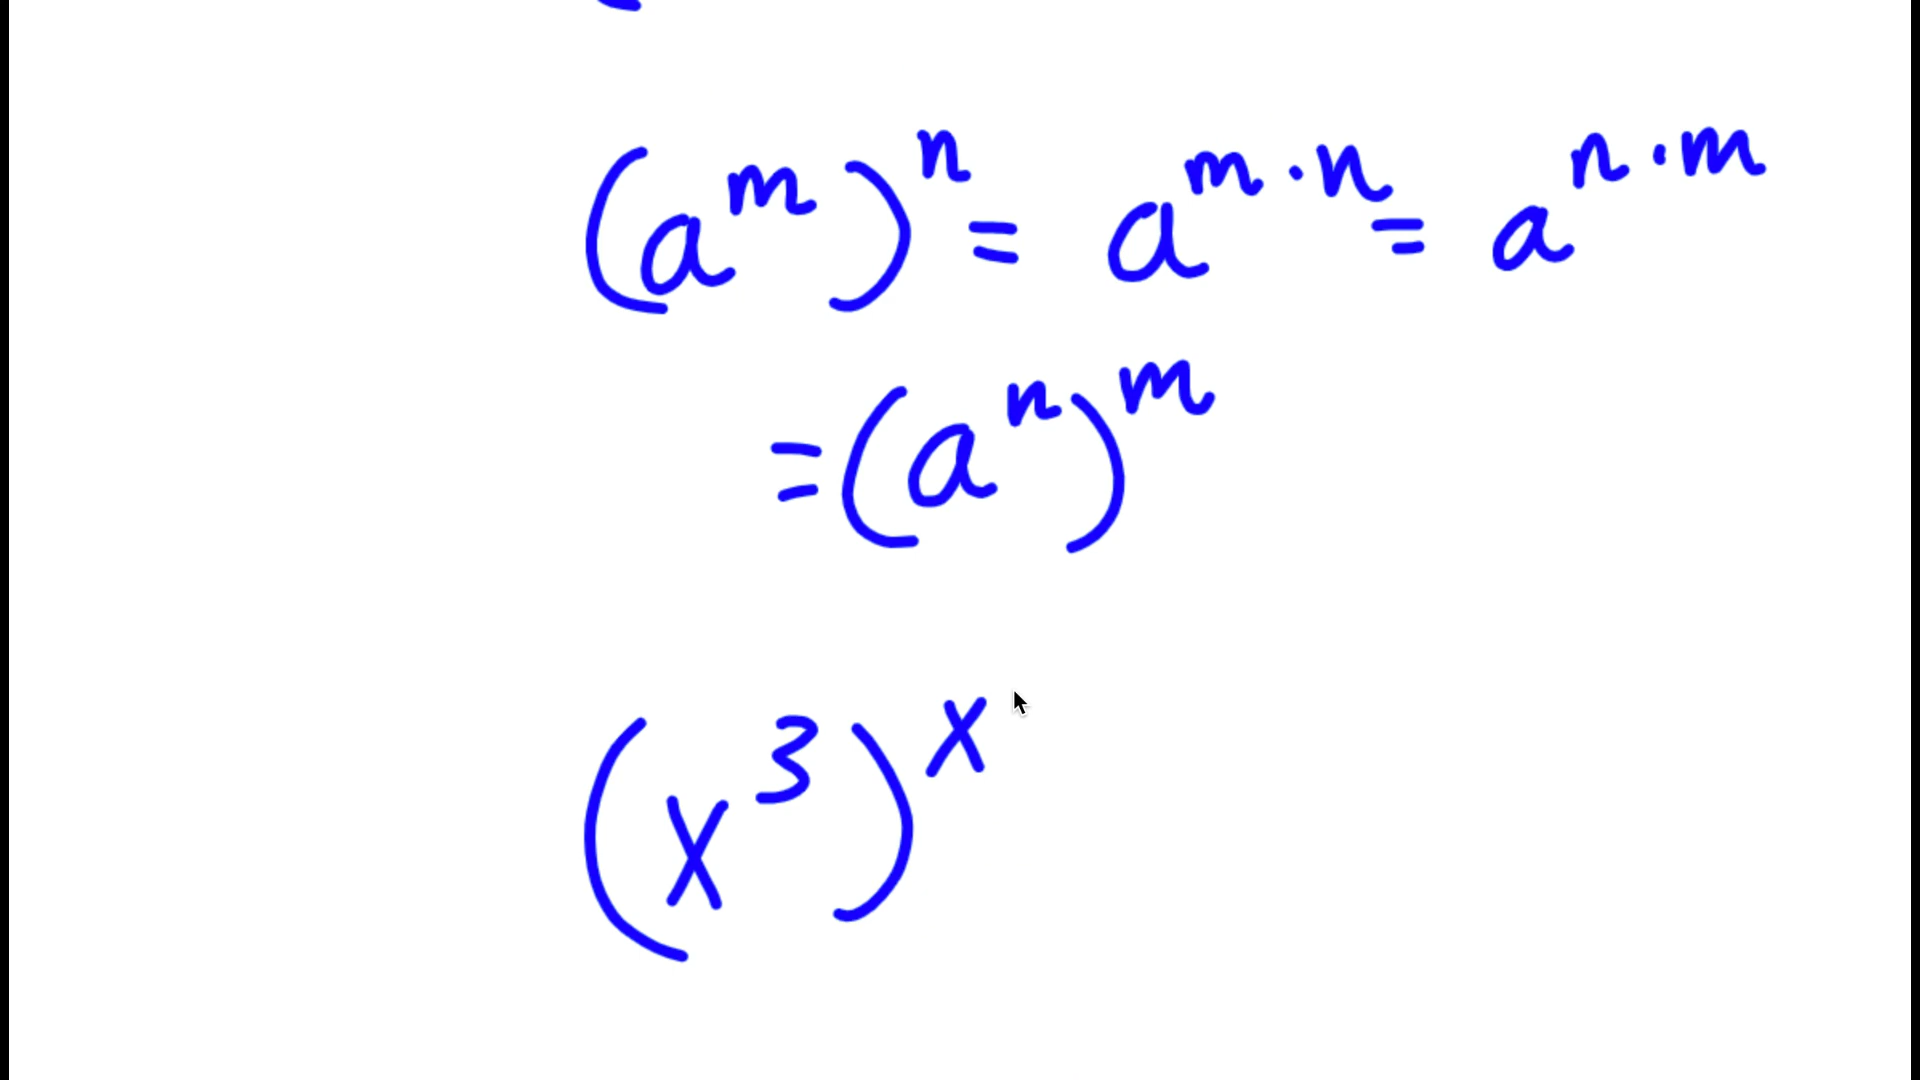 (a^m)^n = a^{m·n} = a^{n·m}
= (a^n)^m
(x^3)^x